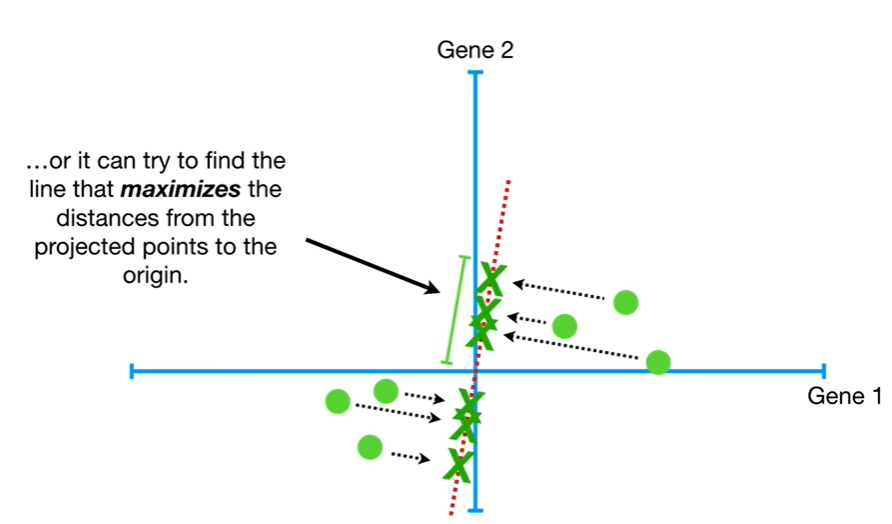 Gene 2
…or it can try to find the
line that maximizes the
distances from the
projected points to the
origin.
Gene 1